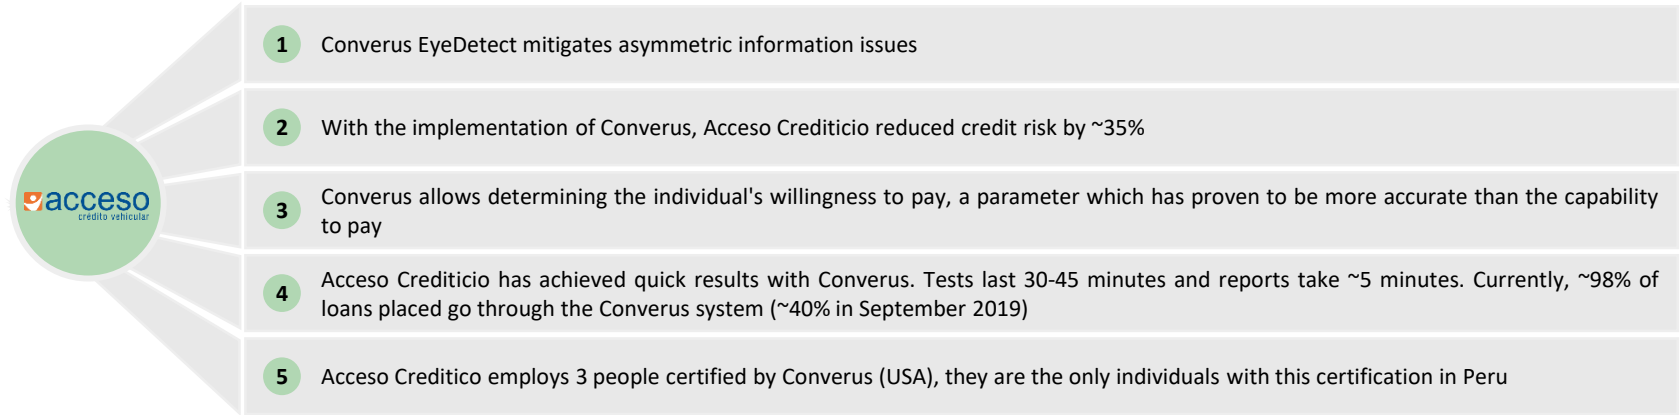 acceso
crédito vehicular
1 Converus EyeDetect mitigates asymmetric information issues
2 With the implementation of Converus, Acceso Crediticio reduced credit risk by ~35%
3 Converus allows determining the individual's willingness to pay, a parameter which has proven to be more accurate than the capability
to pay
4 Acceso Crediticio has achieved quick results with Converus. Tests last 30-45 minutes and reports take ~5 minutes. Currently, ~98% of
loans placed go through the Converus system (~40% in September 2019)
5 Acceso Creditico employs 3 people certified by Converus (USA), they are the only individuals with this certification in Peru